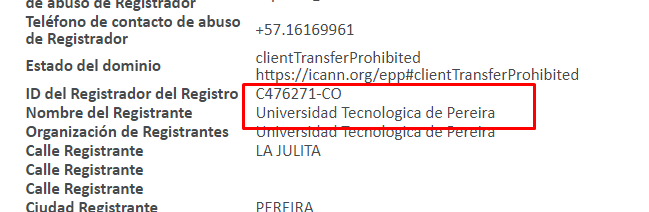 de abuso de Registrador
Teléfono de contacto de abuso de Registrador +57.16169961
Estado del dominio clientTransferProhibited
https://icann.org/epp#clientTransferProhibited
ID del Registrador del Registro C476271-CO
Nombre del Registrante Universidad Tecnologica de Pereira
Organización de Registrantes Universidad Tecnologica de Pereira
Calle Registrante LA JULITA
Calle Registrante
Calle Registrante
Ciudad Registrante PEREIRA